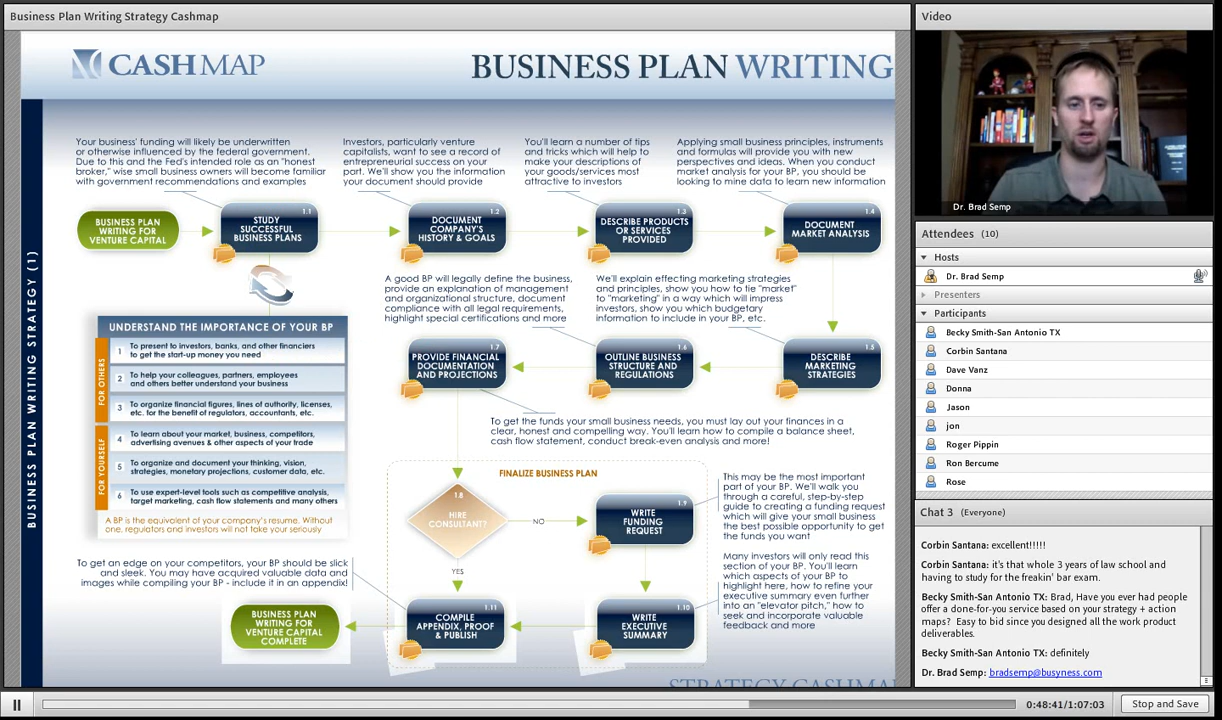 Business Plan Writing Strategy Cashmap
CASHMAP
BUSINESS PLAN WRITING
BUSINESS PLAN WRITING STRATEGY (1)
Your business' funding will likely be underwritten
or otherwise influenced by the federal government.
Due to this and the Fed's intended role as an "honest
broker," wise small business owners will become familiar
with government recommendations and examples
Investors, particularly venture
capitalists, want to see a record of
entrepreneurial success on your
part. We'll show you the information
your document should provide
You'll learn a number of tips
and tricks which will help to
make your descriptions of
your goods/services most
attractive to investors
Applying small business principles, instruments
and formulas will provide you with new
perspectives and ideas. When you conduct
market analysis for your BP, you should be
looking to mine data to learn new information
BUSINESS PLAN
WRITING FOR
VENTURE CAPITAL
1.1
STUDY
SUCCESSFUL
BUSINESS PLANS
1.2
DOCUMENT
COMPANY'S
HISTORY & GOALS
1.3
DESCRIBE PRODUCTS
OR SERVICES
PROVIDED
1.4
DOCUMENT
MARKET ANALYSIS
A good BP will legally define the business,
provide an explanation of management
and organizational structure, document
compliance with all legal requirements,
highlight special certifications and more
We'll explain effecting marketing strategies
and principles, show you how to tie "market"
to "marketing" in a way which will impress
investors, show you which budgetary
information to include in your BP, etc.
1.7
PROVIDE FINANCIAL
DOCUMENTATION
AND PROJECTIONS
1.6
OUTLINE BUSINESS
STRUCTURE AND
REGULATIONS
1.5
DESCRIBE
MARKETING
STRATEGIES
UNDERSTAND THE IMPORTANCE OF YOUR BP
FOR OTHERS
1 To present to investors, banks, and other financiers
to get the start-up money you need
2 To help your colleagues, partners, employees
and others better understand your business
3 To organize financial figures, lines of authority, licenses,
etc. for the benefit of regulators, accountants, etc.
FOR YOURSELF
4 To learn about your market, business, competitors,
advertising avenues & other aspects of your trade
5 To organize and document your thinking, vision,
strategies, monetary projections, customer data, etc.
6 To use expert-level tools such as competitive analysis,
target marketing, cash flow statements and many others
A BP is the equivalent of your company's resume. Without
one, regulators and investors will not take your seriously
To get the funds your small business needs, you must lay out your finances in a
clear, honest and compelling way. You'll learn how to compile a balance sheet,
cash flow statement, conduct break-even analysis and more!
FINALIZE BUSINESS PLAN
1.8
HIRE
CONSULTANT?
NO
YES
1.9
WRITE
FUNDING
REQUEST
This may be the most important
part of your BP. We'll walk you
through a careful, step-by-step
guide to creating a funding request
which will give your small business
the best possible opportunity to get
the funds you want
Many investors will only read this
section of your BP. You'll learn
which aspects of your BP to
highlight here, how to refine your
executive summary even further
into an "elevator pitch," how to
seek and incorporate valuable
feedback and more
To get an edge on your competitors, your BP should be slick
and sleek. You may have acquired valuable data and
images while compiling your BP - include it in an appendix!
BUSINESS PLAN
WRITING FOR
VENTURE CAPITAL
COMPLETE
1.11
COMPILE
APPENDIX, PROOF
& PUBLISH
1.10
WRITE
EXECUTIVE
SUMMARY
STRATEGY CASHMAP
Video
Dr. Brad Semp
Attendees (10)
Hosts
Dr. Brad Semp
Presenters
Participants
Becky Smith-San Antonio TX
Corbin Santana
Dave Vanz
Donna
Jason
jon
Roger Pippin
Ron Bercume
Rose
Chat 3 (Everyone)
Corbin Santana: excellent!!!!!
Corbin Santana: it's that whole 3 years of law school and
having to study for the freakin' bar exam.
Becky Smith-San Antonio TX: Brad, Have you ever had people
offer a done-for-you service based on your strategy + action
maps? Easy to bid since you designed all the work product
deliverables.
Becky Smith-San Antonio TX: definitely
Dr. Brad Semp: bradsemp@busyness.com
0:48:41/1:07:03
Stop and Save